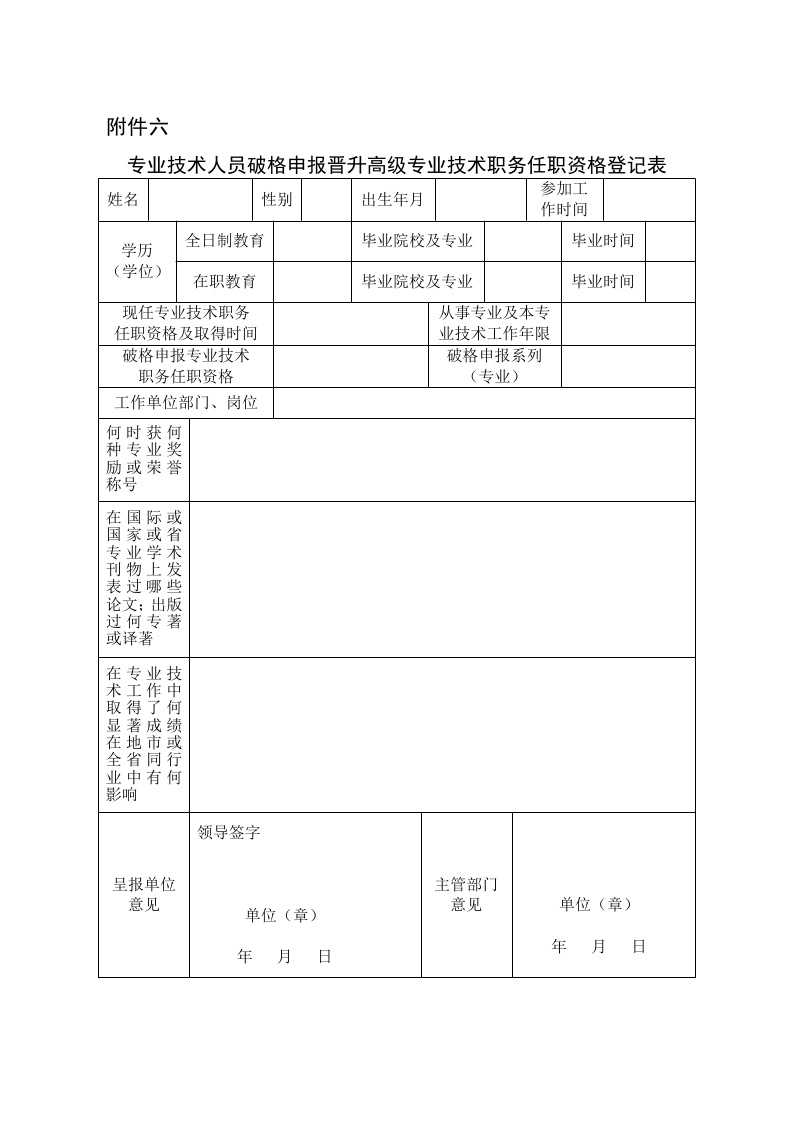 附件六
专业技术人员破格申报晋升高级专业技术职务任职资格登记表
姓名 性别 出生年月 参加工
作时间
学历
（学位）
全日制教育 毕业院校及专业 毕业时间
在职教育 毕业院校及专业 毕业时间
现任专业技术职务
任职资格及取得时间
从事专业及本专
业技术工作年限
破格申报专业技术
职务任职资格
破格申报系列
（专业）
工作单位部门、岗位
何时获何
种专业奖
励或荣誉
称号
在国际或
国家或省
专业学术
刊物上发
表过哪些
论文；出版
过何专著
或译著
在专业技
术工作中
取得了何
显著成绩
在地市或
全省同行
业中有何
影响
呈报单位
意见
领导签字
单位（章）
年 月 日
主管部门
意见
单位（章）
年 月 日